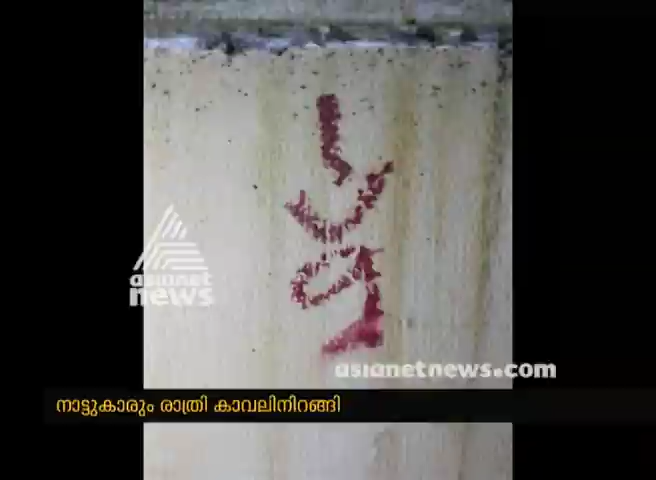 asianet
news
asianetnews.com
നാട്ടുകാരും രാത്രി കാവലിനിറങ്ങി